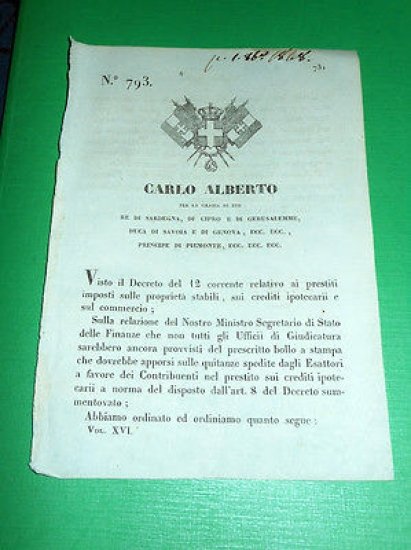 731
N.º 793.
CARLO ALBERTO
PER LA GRAZIA DI DIO
RE DI SARDEGNA, DI CIPRO E DI GERUSALEMME,
DUCA DI SAVOIA E DI GENOVA, ECC. ECC.,
PRINCIPE DI PIEMONTE, ECC. ECC. ECC.
Visto il Decreto del 12 corrente relativo ai prestiti
imposti sulle proprietà stabili, sui crediti ipotecarii e
sul commercio;
Sulla relazione del Nostro Ministro Segretario di Stato
delle Finanze che non tutti gli Ufficii di Giudicatura
sarebbero ancora provvisti del prescritto bollo a stampa
che dovrebbe apporsi sulle quitanze spedite dagli Esattori
a favore dei Contribuenti nel prestito sui crediti ipote-
carii a norma del disposto dall'art. 8 del Decreto sum-
mentovato;
Abbiamo ordinato ed ordiniamo quanto segue:
Vol. XVI.